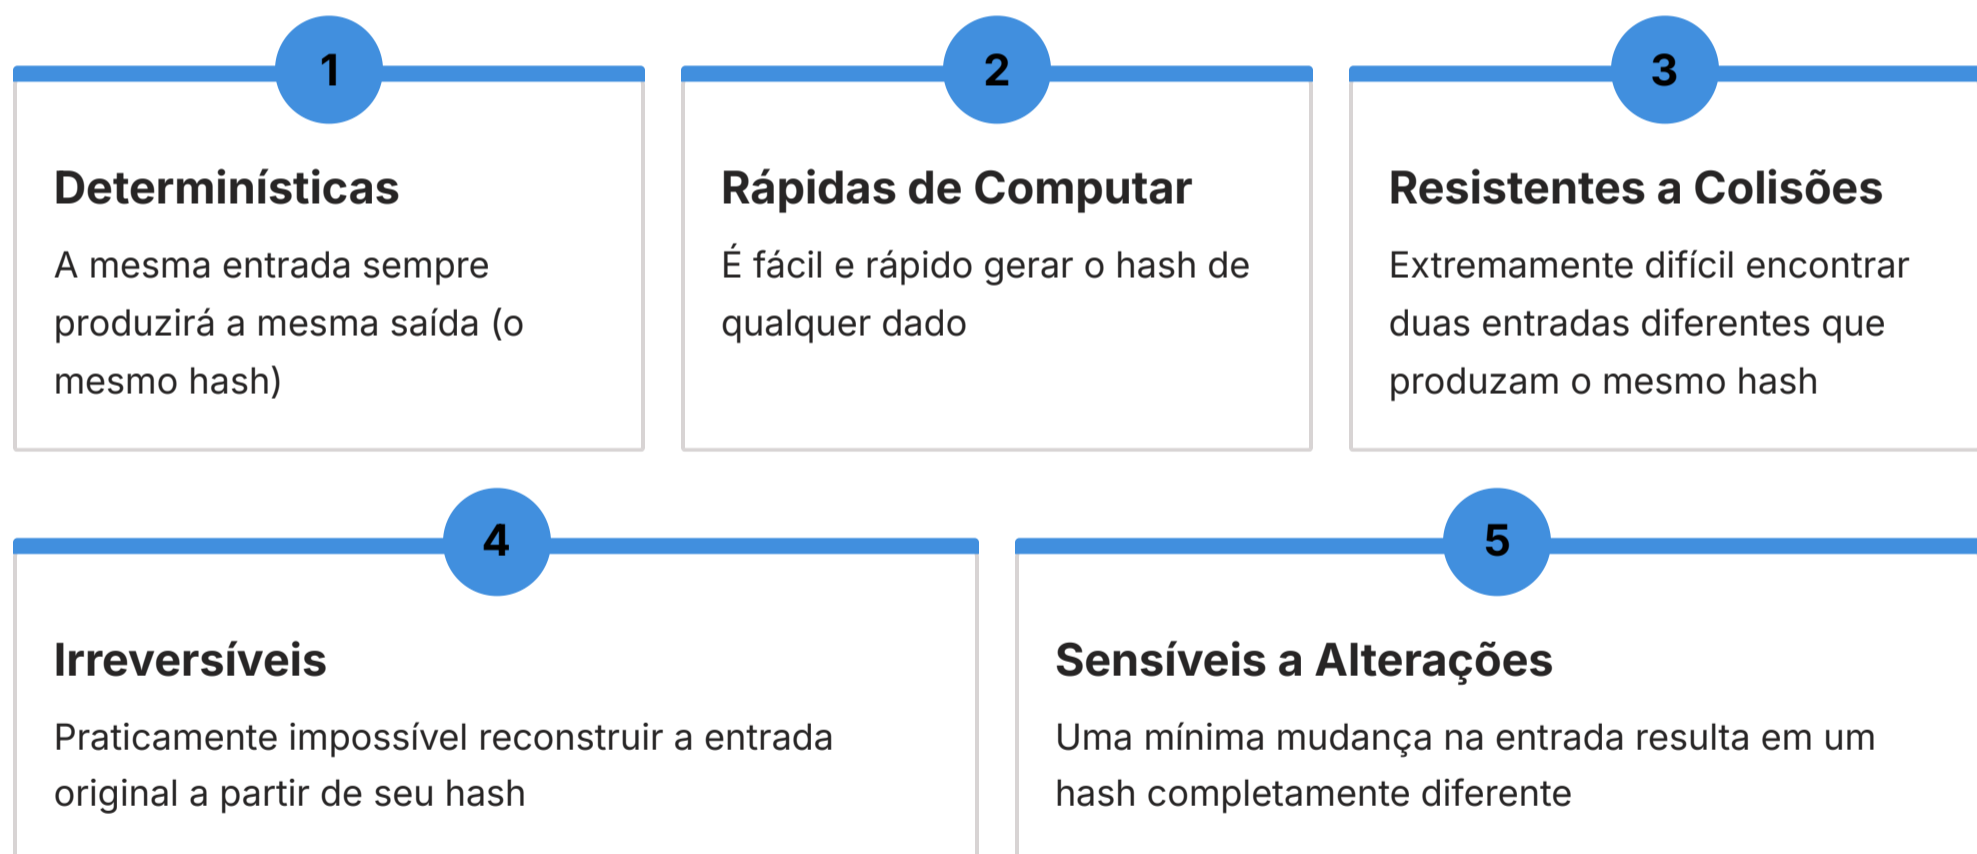 1
Determinísticas
A mesma entrada sempre
produzirá a mesma saída (o
mesmo hash)
2
Rápidas de Computar
É fácil e rápido gerar o hash de
qualquer dado
3
Resistentes a Colisões
Extremamente difícil encontrar
duas entradas diferentes que
produzam o mesmo hash
4
Irreversíveis
Praticamente impossível reconstruir a entrada
original a partir de seu hash
5
Sensíveis a Alterações
Uma mínima mudança na entrada resulta em um
hash completamente diferente